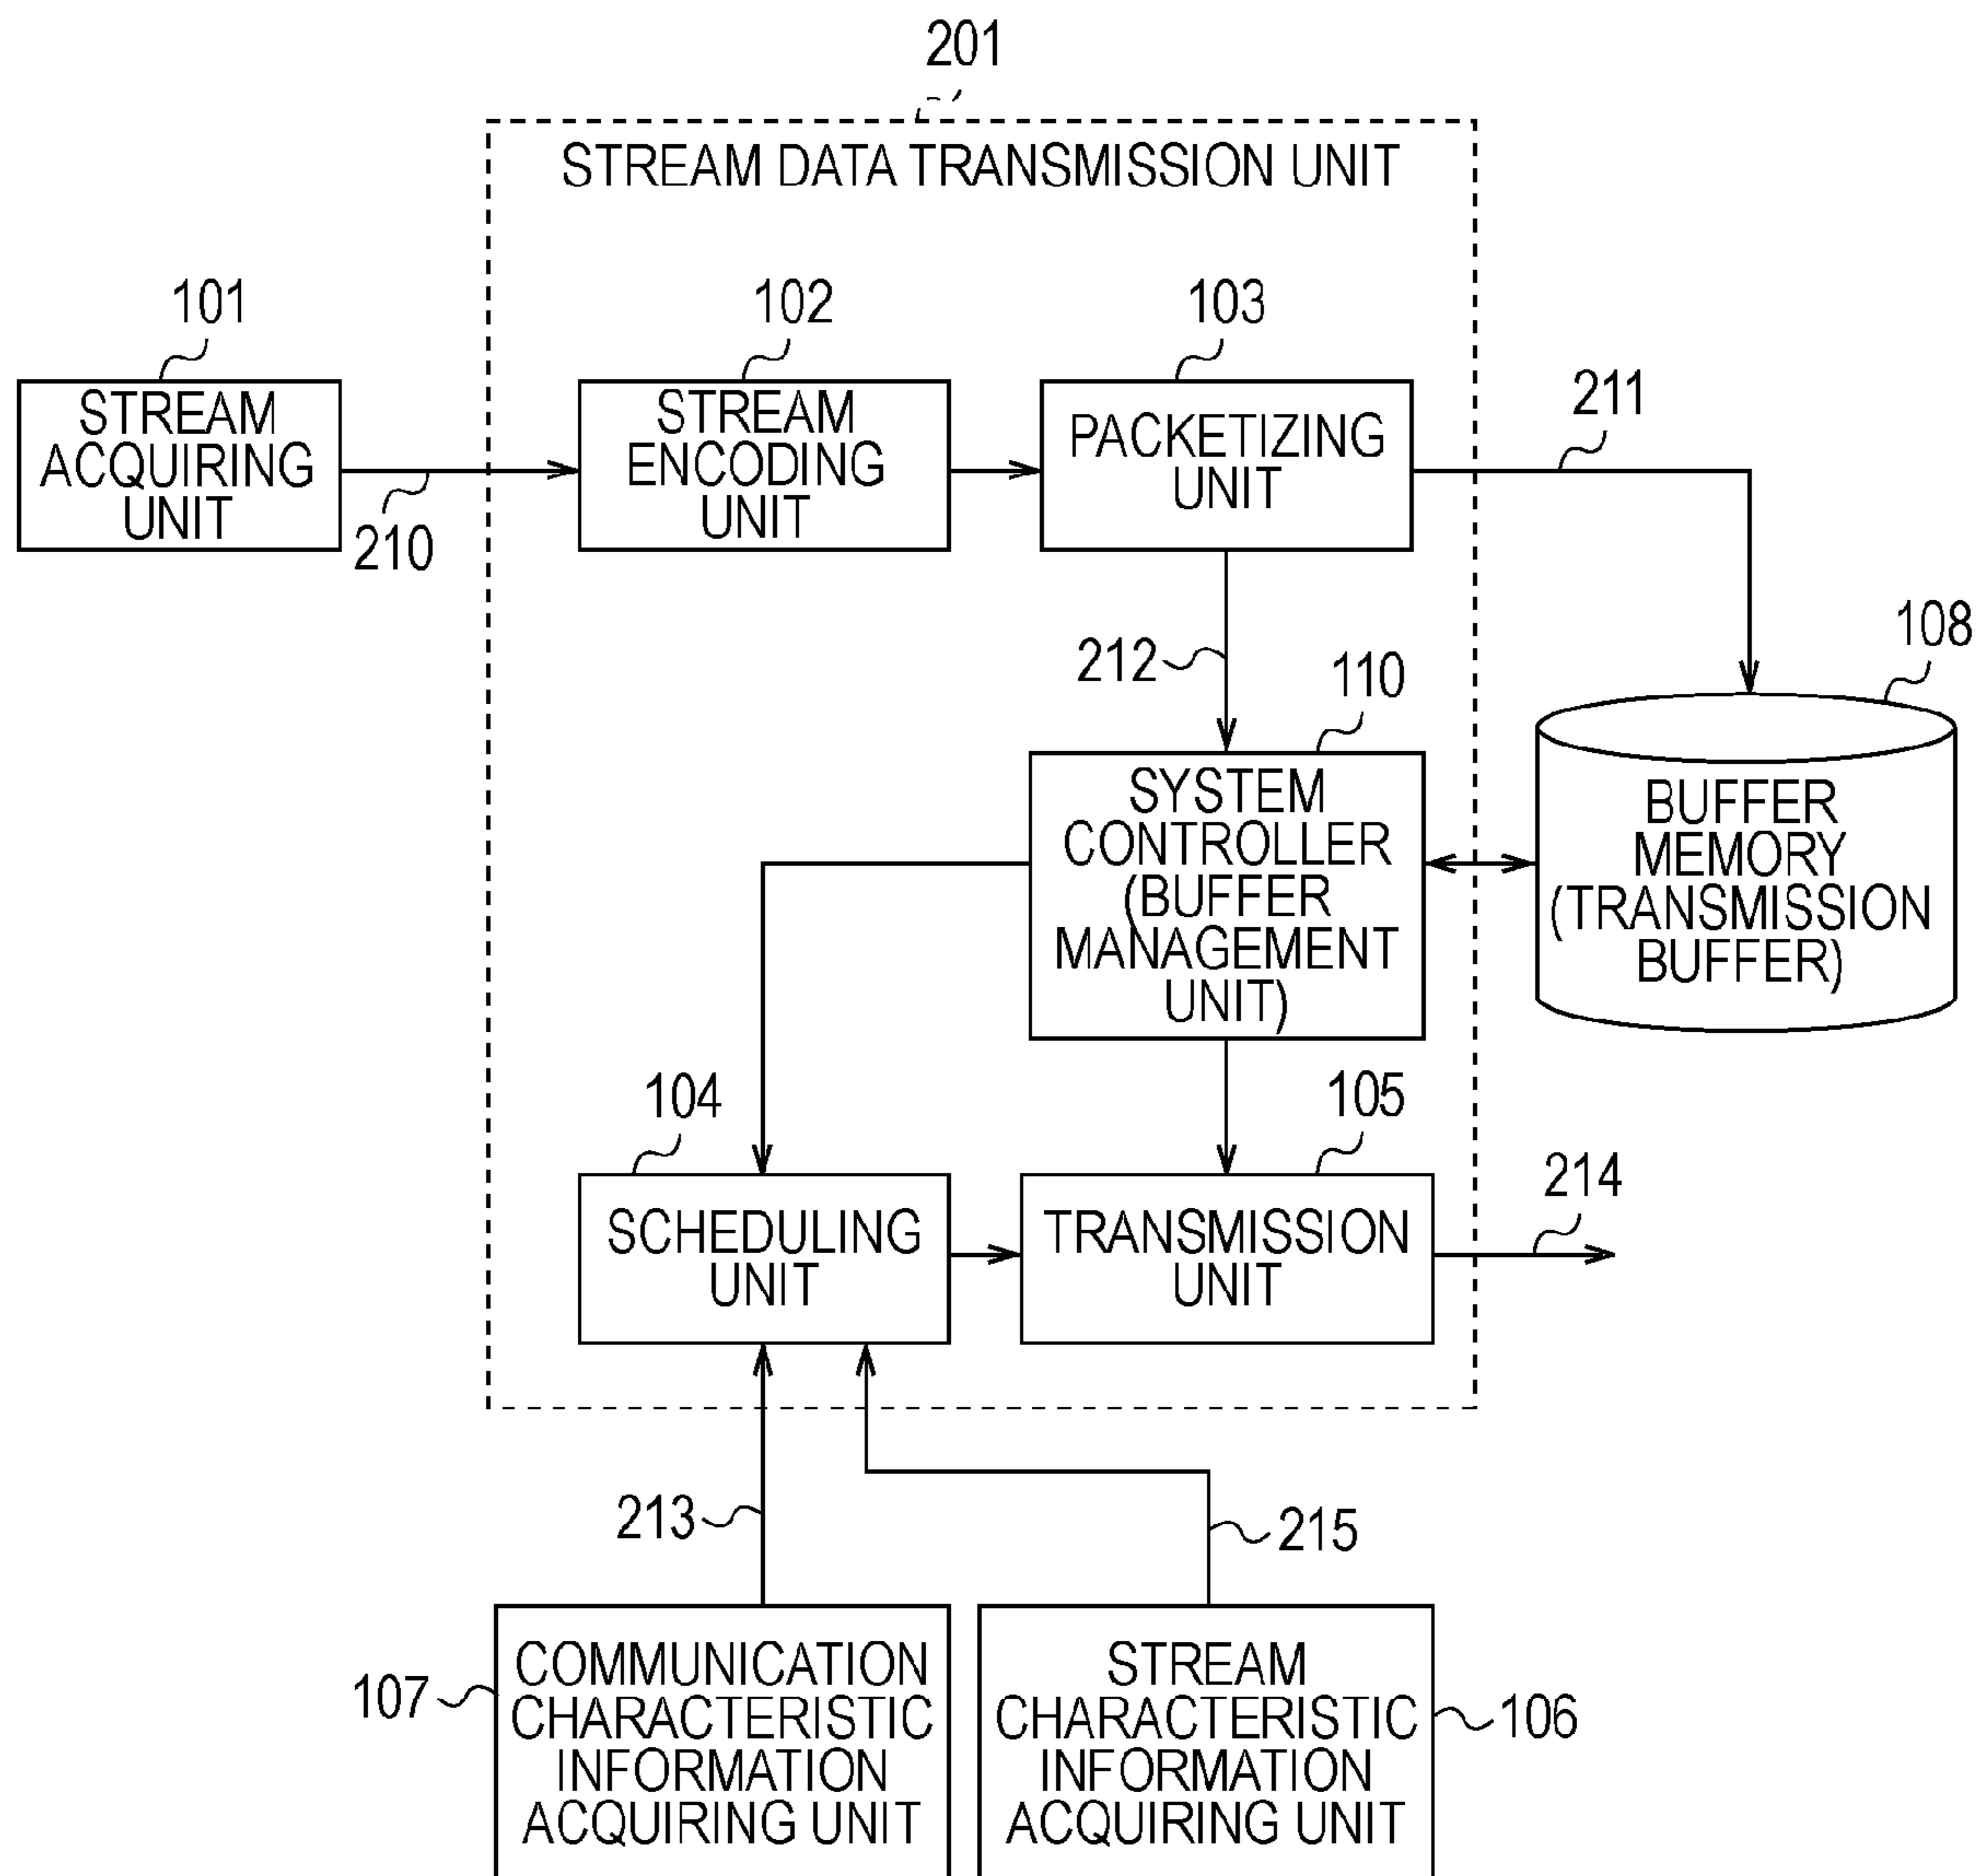 201
STREAM DATA TRANSMISSION UNIT
101
102
103
STREAM
ACQUIRING
UNIT
210
STREAM
ENCODING
UNIT
PACKETIZING
UNIT
211
212
110
108
SYSTEM
CONTROLLER
(BUFFER
MANAGEMENT
UNIT)
BUFFER
MEMORY
(TRANSMISSION
BUFFER)
104
105
SCHEDULING
UNIT
TRANSMISSION
UNIT
214
213
215
107
COMMUNICATION
CHARACTERISTIC
INFORMATION
ACQUIRING UNIT
STREAM
CHARACTERISTIC
INFORMATION
ACQUIRING UNIT
106